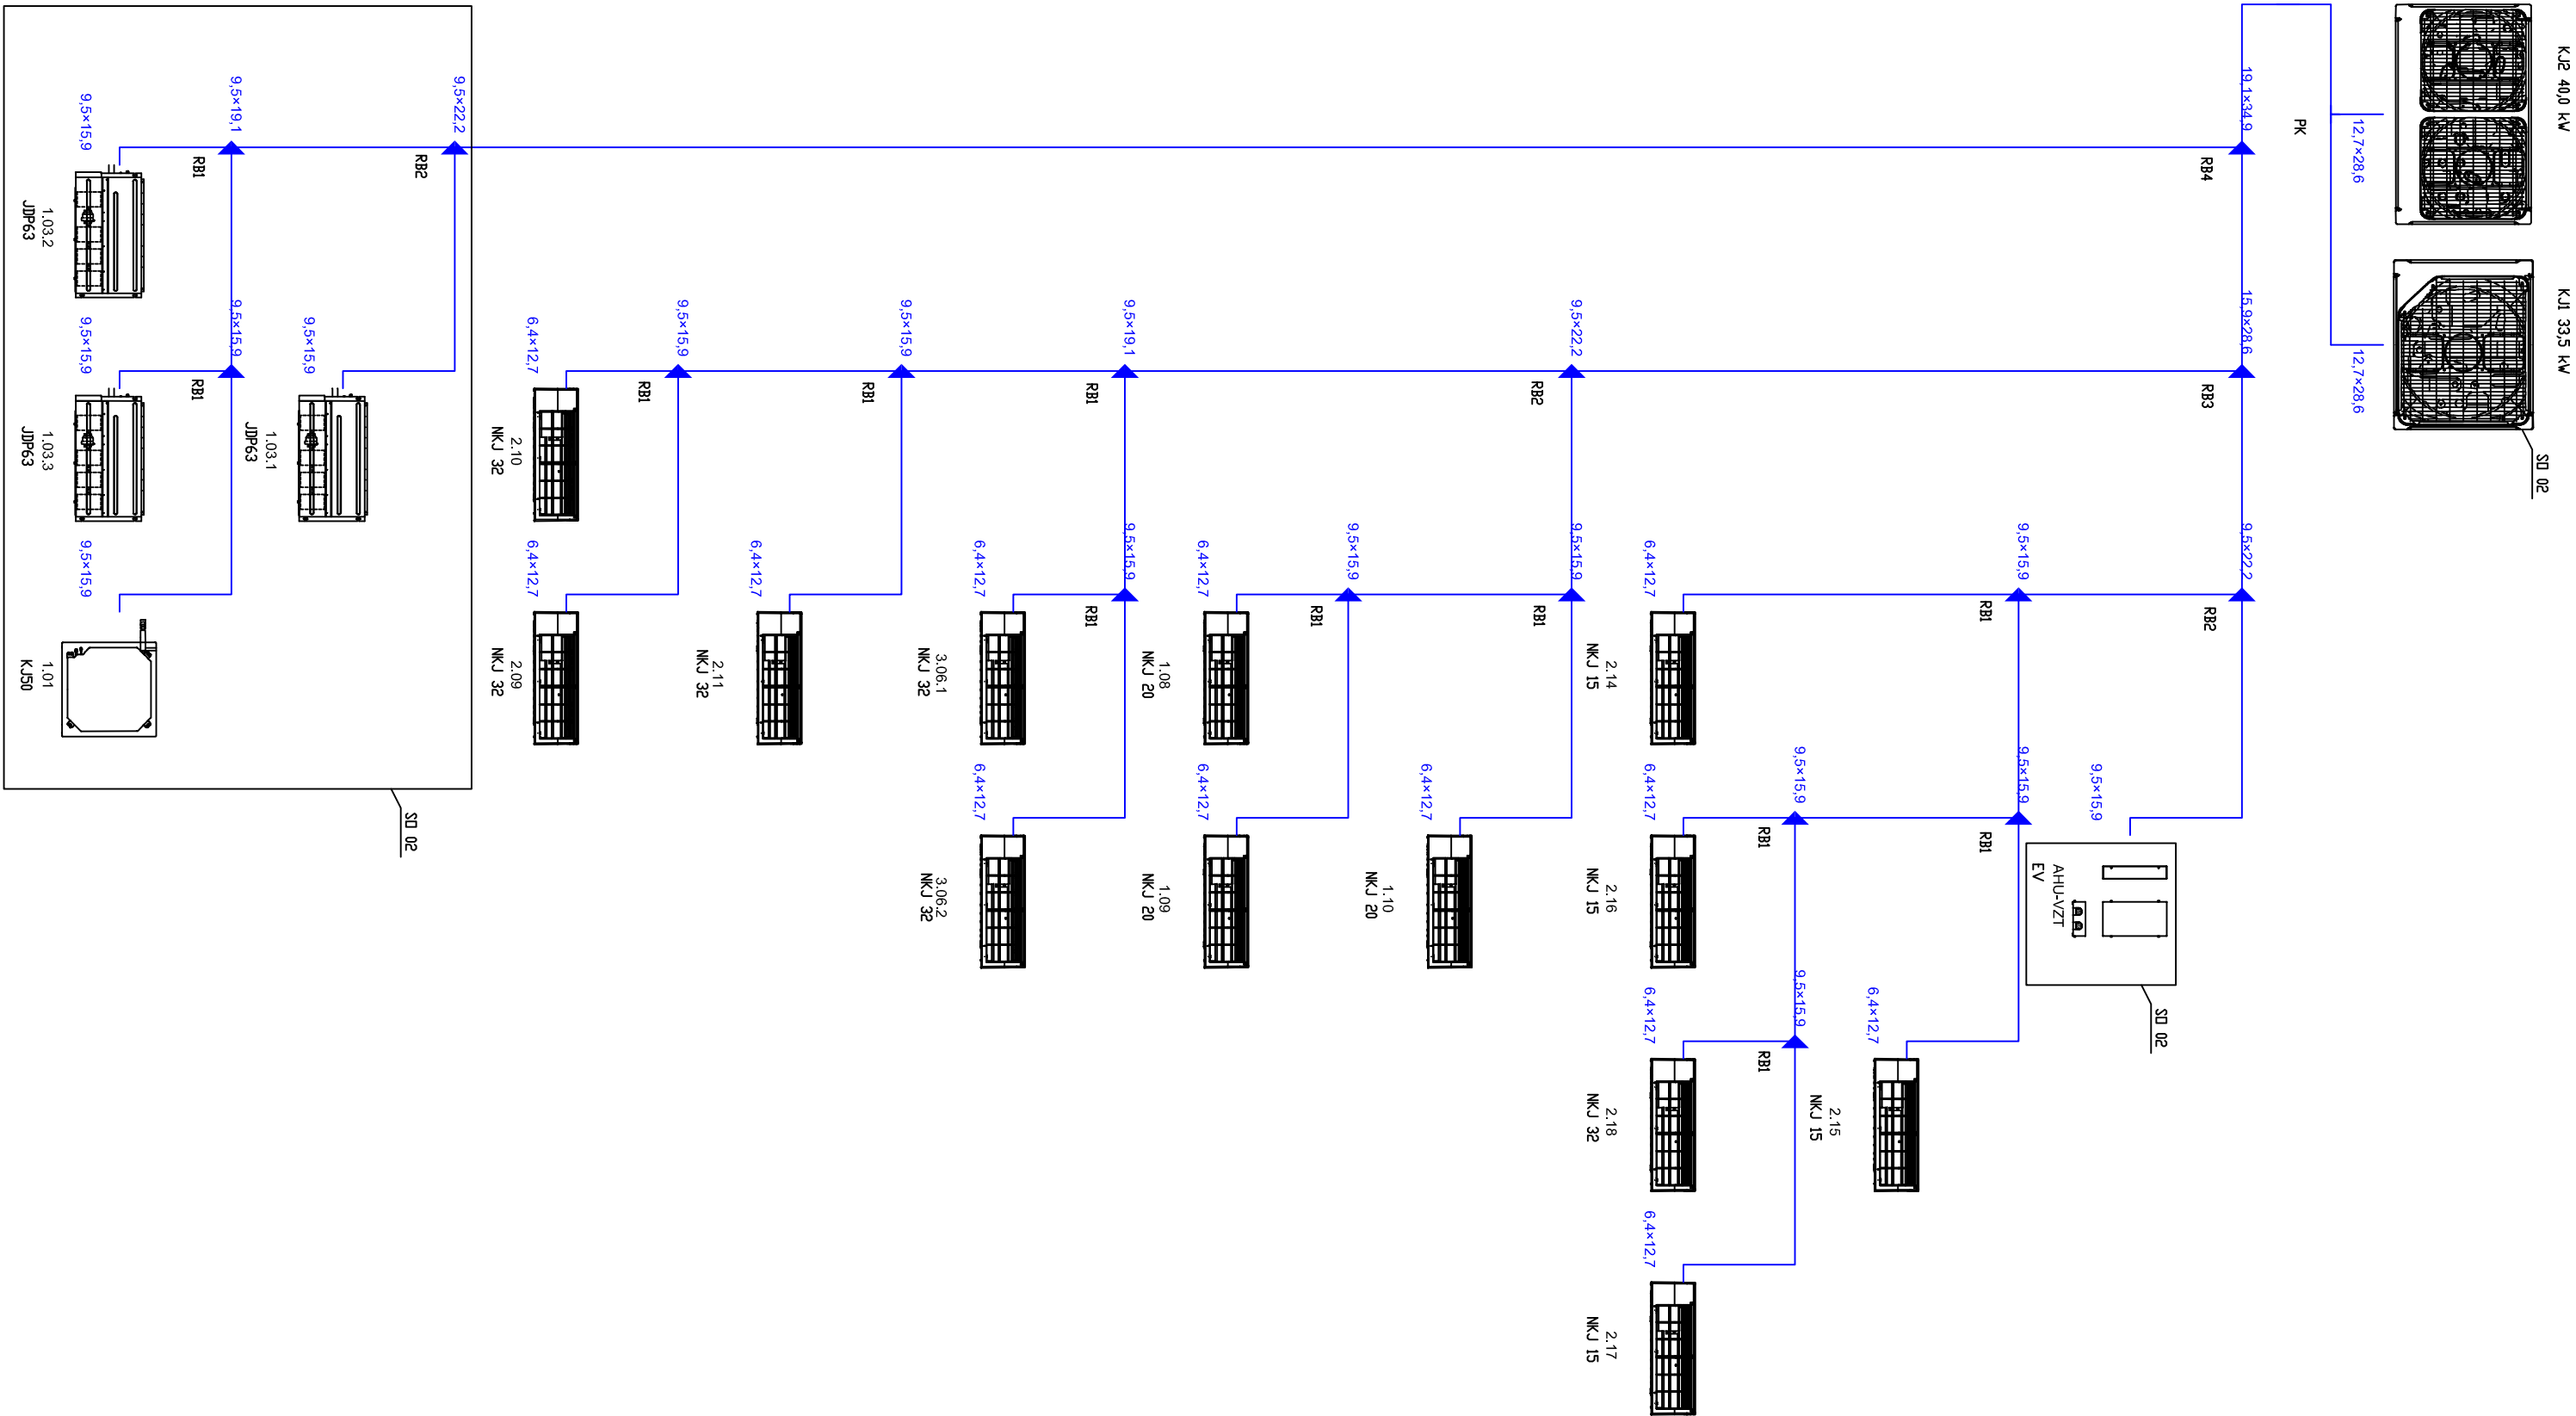 KJ2 40,0 kW
KJ1 33,5 kW
SO 02
12,7×28,6
12,7×28,6
PK
19,1×34,9
15,9×28,6
9,5×22,2
RB4
RB3
RB2
SO 02
9,5×15,9
AHU-VZT
EV
9,5×15,9
9,5×15,9
RB1
RB1
6,4×12,7
2.15
NKJ 15
9,5×15,9
9,5×15,9
RB1
RB1
6,4×12,7
6,4×12,7
6,4×12,7
6,4×12,7
2.14
NKJ 15
2.16
NKJ 15
2.18
NKJ 32
2.17
NKJ 15
9,5×22,2
9,5×15,9
RB2
RB1
6,4×12,7
1.10
NKJ 20
9,5×15,9
RB1
6,4×12,7
6,4×12,7
1.08
NKJ 20
1.09
NKJ 20
9,5×19,1
9,5×15,9
RB1
RB1
6,4×12,7
6,4×12,7
3.06.1
NKJ 32
3.06.2
NKJ 32
9,5×15,9
RB1
6,4×12,7
2.11
NKJ 32
9,5×15,9
RB1
6,4×12,7
6,4×12,7
2.10
NKJ 32
2.09
NKJ 32
9,5×22,2
RB2
SO 02
9,5×15,9
1.03.1
JDP63
9,5×19,1
9,5×15,9
RB1
RB1
9,5×15,9
9,5×15,9
9,5×15,9
1.03.2
JDP63
1.03.3
JDP63
1.01
KJ50